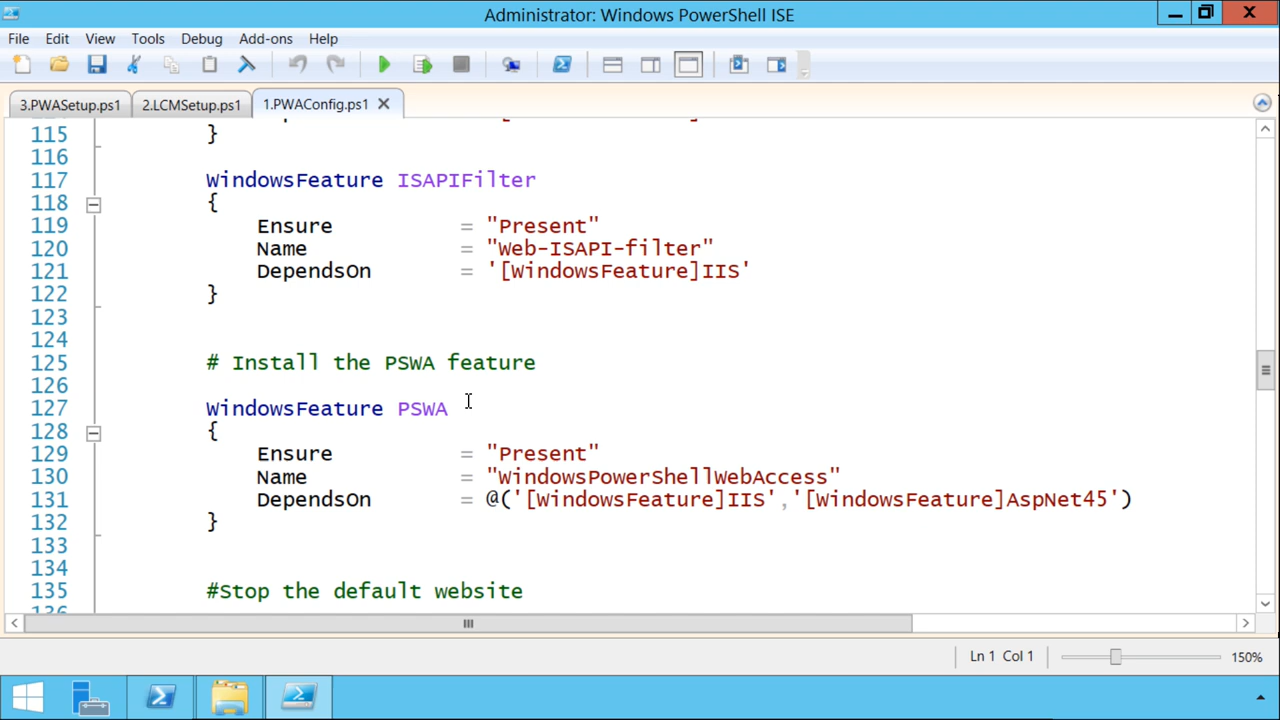 Administrator: Windows PowerShell ISE
File Edit View Tools Debug Add-ons Help
3.PWASetup.ps1 2.LCMSetup.ps1 1.PWAConfig.ps1
115 }
116
117 WindowsFeature ISAPIFilter
118 {
119 Ensure = "Present"
120 Name = "Web-ISAPI-filter"
121 DependsOn = '[WindowsFeature]IIS'
122 }
123
124
125 # Install the PSWA feature
126
127 WindowsFeature PSWA
128 {
129 Ensure = "Present"
130 Name = "WindowsPowerShellWebAccess"
131 DependsOn = @('[WindowsFeature]IIS','[WindowsFeature]AspNet45')
132 }
133
134
135 #Stop the default website
Ln 1 Col 1 150%